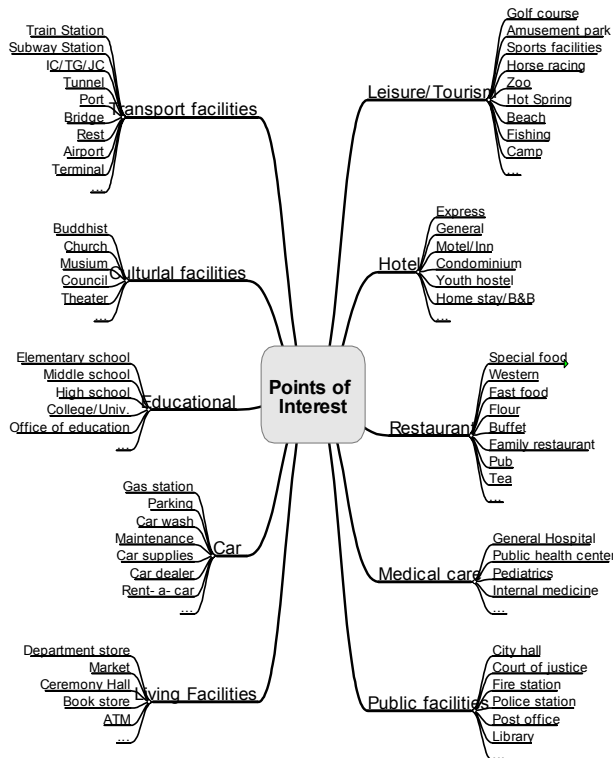 Train Station
Subway Station
IC/TG/JC
Tunnel
Port
Bridge
Rest
Airport
Terminal
...
Transport facilities
Buddhist
Church
Musium
Council
Theater
...
Culturlal facilities
Elementary school
Middle school
High school
College/Univ.
Office of education
...
Educational
Gas station
Parking
Car wash
Maintenance
Car supplies
Car dealer
Rent- a- car
...
Car
Department store
Market
Ceremony Hall
Book store
ATM
...
Living Facilities
Points of
Interest
Leisure/Tourism
Golf course
Amusement park
Sports facilities
Horse racing
Zoo
Hot Spring
Beach
Fishing
Camp
...
Hotel
Express
General
Motel/Inn
Condominium
Youth hostel
Home stay/B&B
...
Restaurant
Special food
Western
Fast food
Flour
Buffet
Family restaurant
Pub
Tea
...
Medical care
General Hospital
Public health center
Pediatrics
Internal medicine
...
Public facilities
City hall
Court of justice
Fire station
Police station
Post office
Library
...